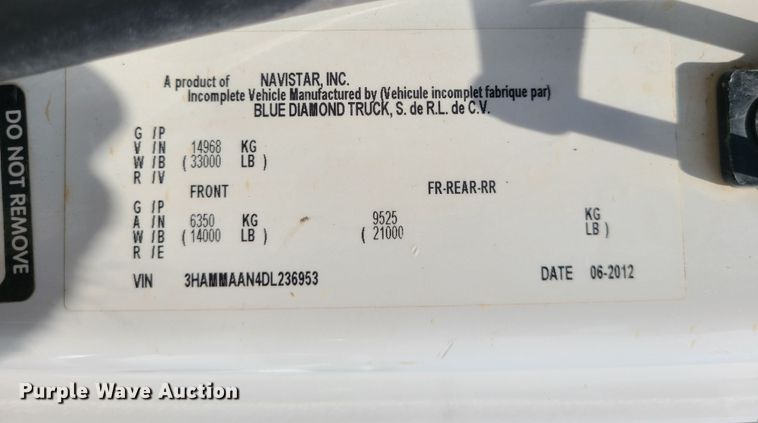 A product of NAVISTAR, INC.
Incomplete Vehicle Manufactured by (Vehicule incomplet fabrique par)
BLUE DIAMOND TRUCK, S. de R.L. de C.V.
G /P
V /N 14968 KG
W /B ( 33000 LB )
R /V
FRONT FR-REAR-RR
G /P
A /N 6350 KG 9525 KG
W /B ( 14000 LB ) ( 21000 LB )
R /E
VIN 3HAMMAAN4DL236953 DATE 06-2012
DO NOT REMOVE
Purple Wave Auction